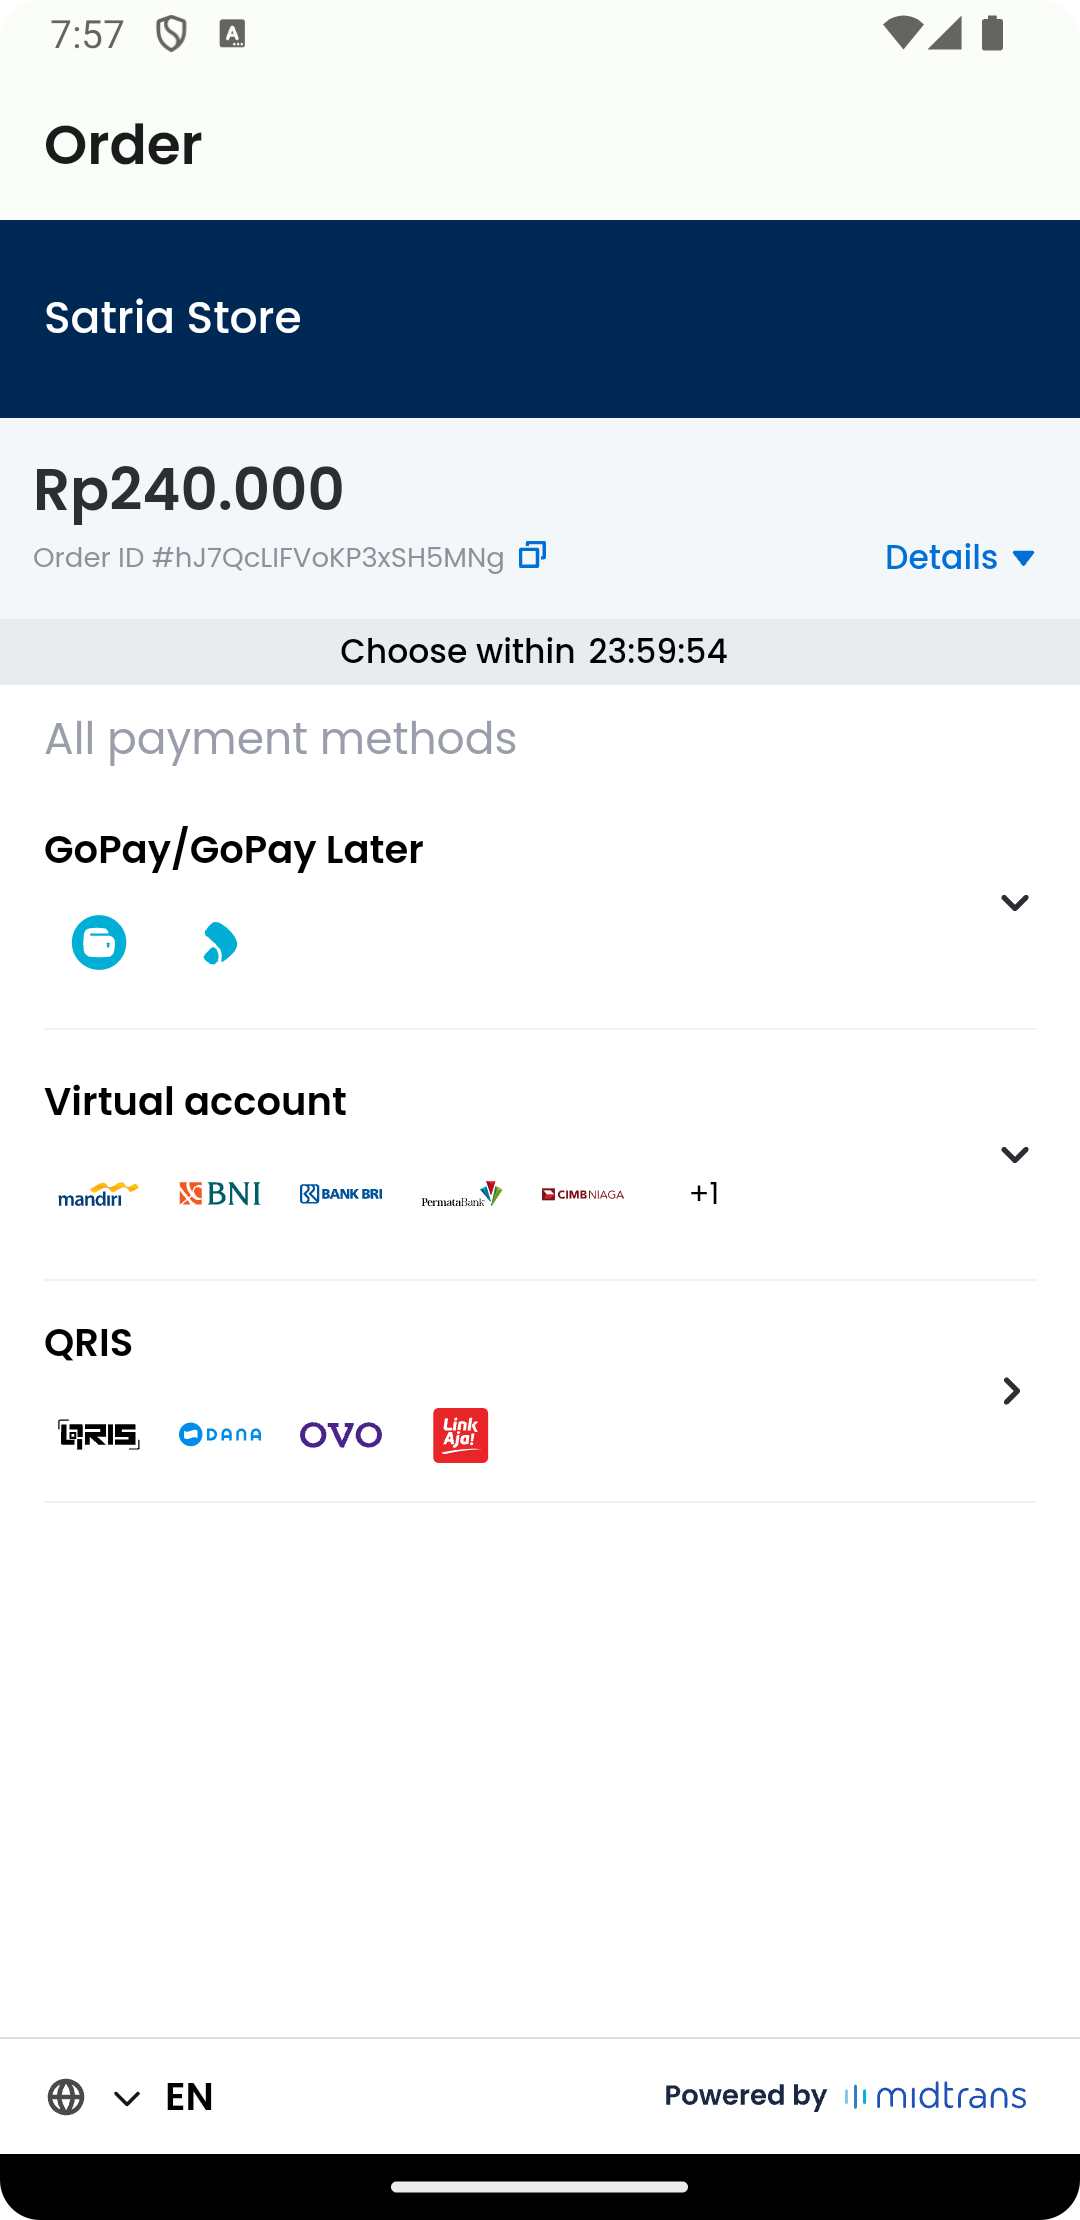 7:57
Order
Satria Store
Rp240.000
Order ID #hJ7QcLIFVoKP3xSH5MNg
Details
Choose within 23:59:54
All payment methods
GoPay/GoPay Later
Virtual account
mandiri BNI BANK BRI PermataBank CIMBNIAGA +1
QRIS
QRIS DANA OVO Link Aja!
EN Powered by midtrans